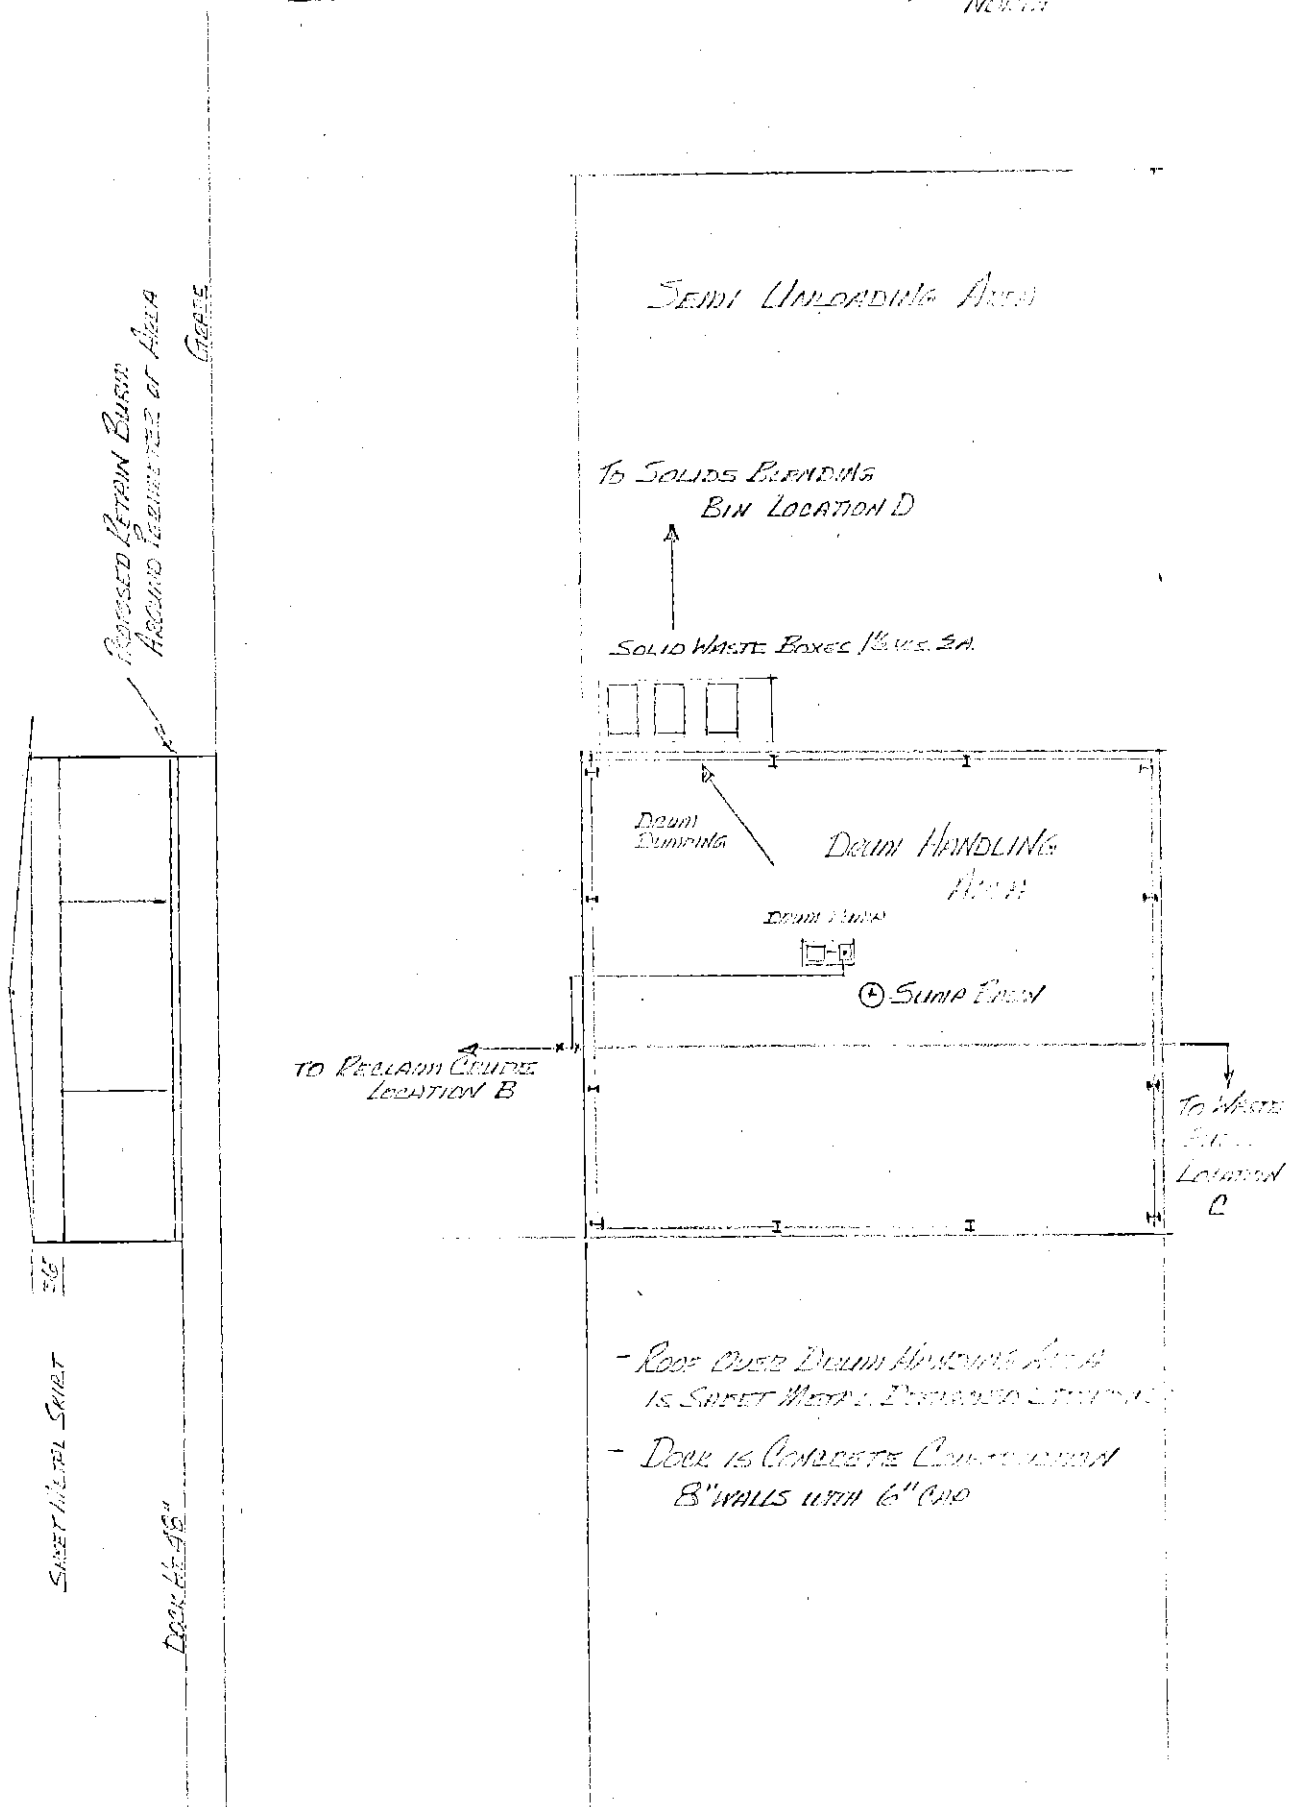 NORTH
SEMI UNLOADING AREA
GRADE
PROPOSED RETAIN BURM
AROUND PERIMETER OF AREA
TO SOLIDS BLENDING
BIN LOCATION D
SOLID WASTE BOXES EA.
DRUM
DUMPING
DRUM HANDLING
AREA
DRUM PUMP
SUMP BASIN
TO RECLAIM CRUDE
LOCATION B
TO WASTE
LOCATION
C
SHEET METAL SKIRT
DOCK HT 48"
- ROOF OVER DRUM HANDLING AREA
IS SHEET METAL
- DOCK IS CONCRETE CONSTRUCTION
8" WALLS WITH 6" CAP